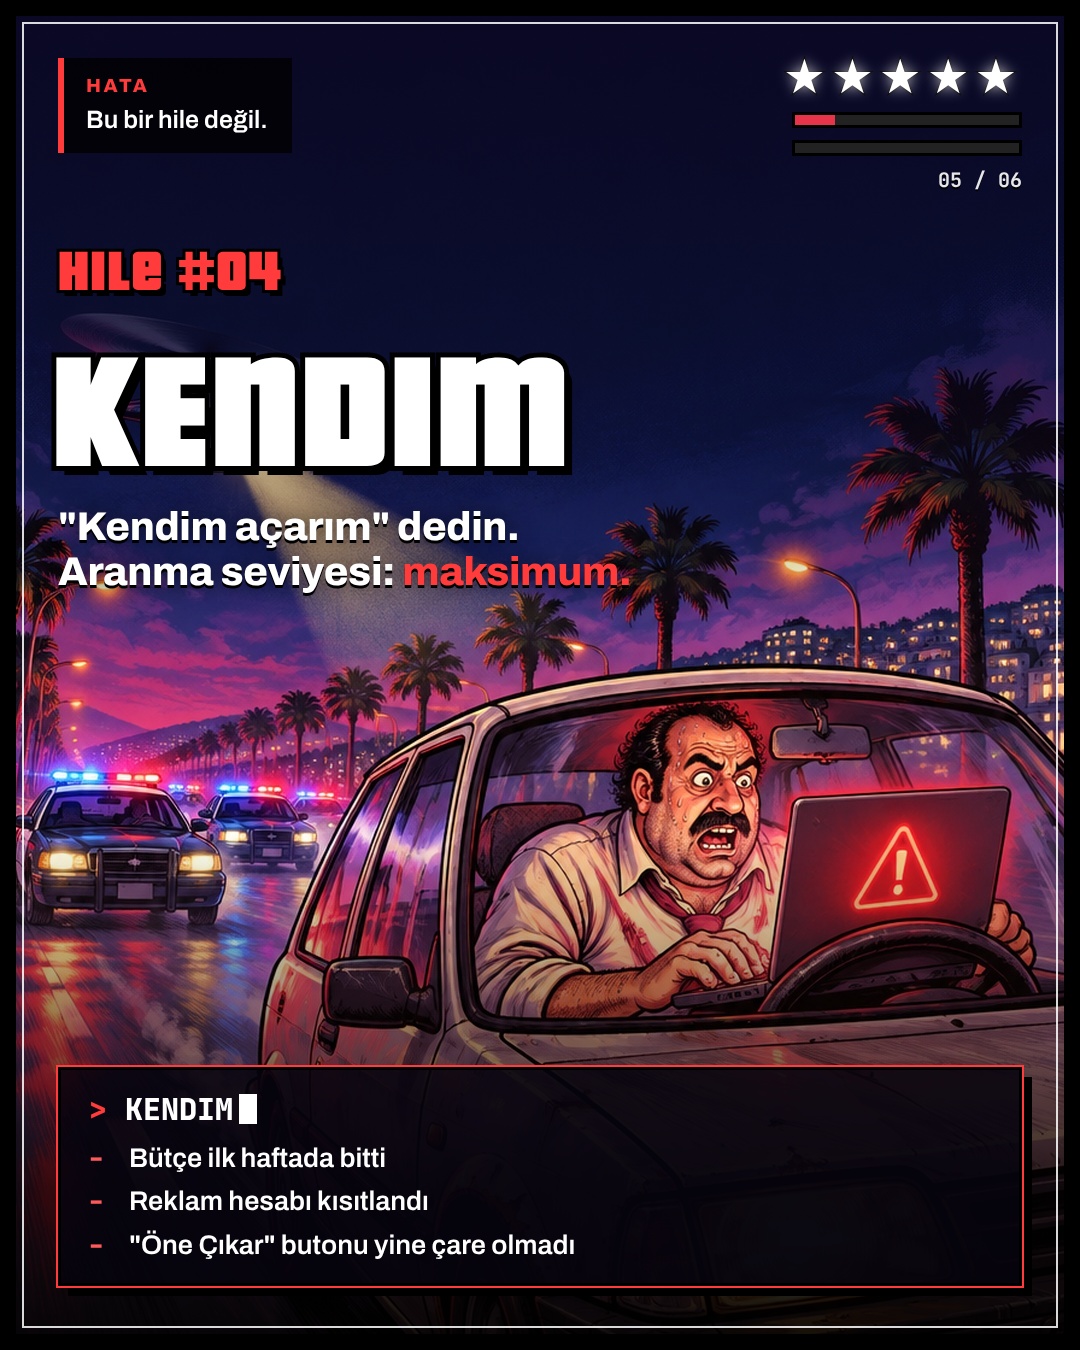 HATA
Bu bir hile değil.
★★★★★
05 / 06
HILE #04
KENDIM
"Kendim açarım" dedin.
Aranma seviyesi: maksimum.
> KENDIM
- Bütçe ilk haftada bitti
- Reklam hesabı kısıtlandı
- "Öne Çıkar" butonu yine çare olmadı